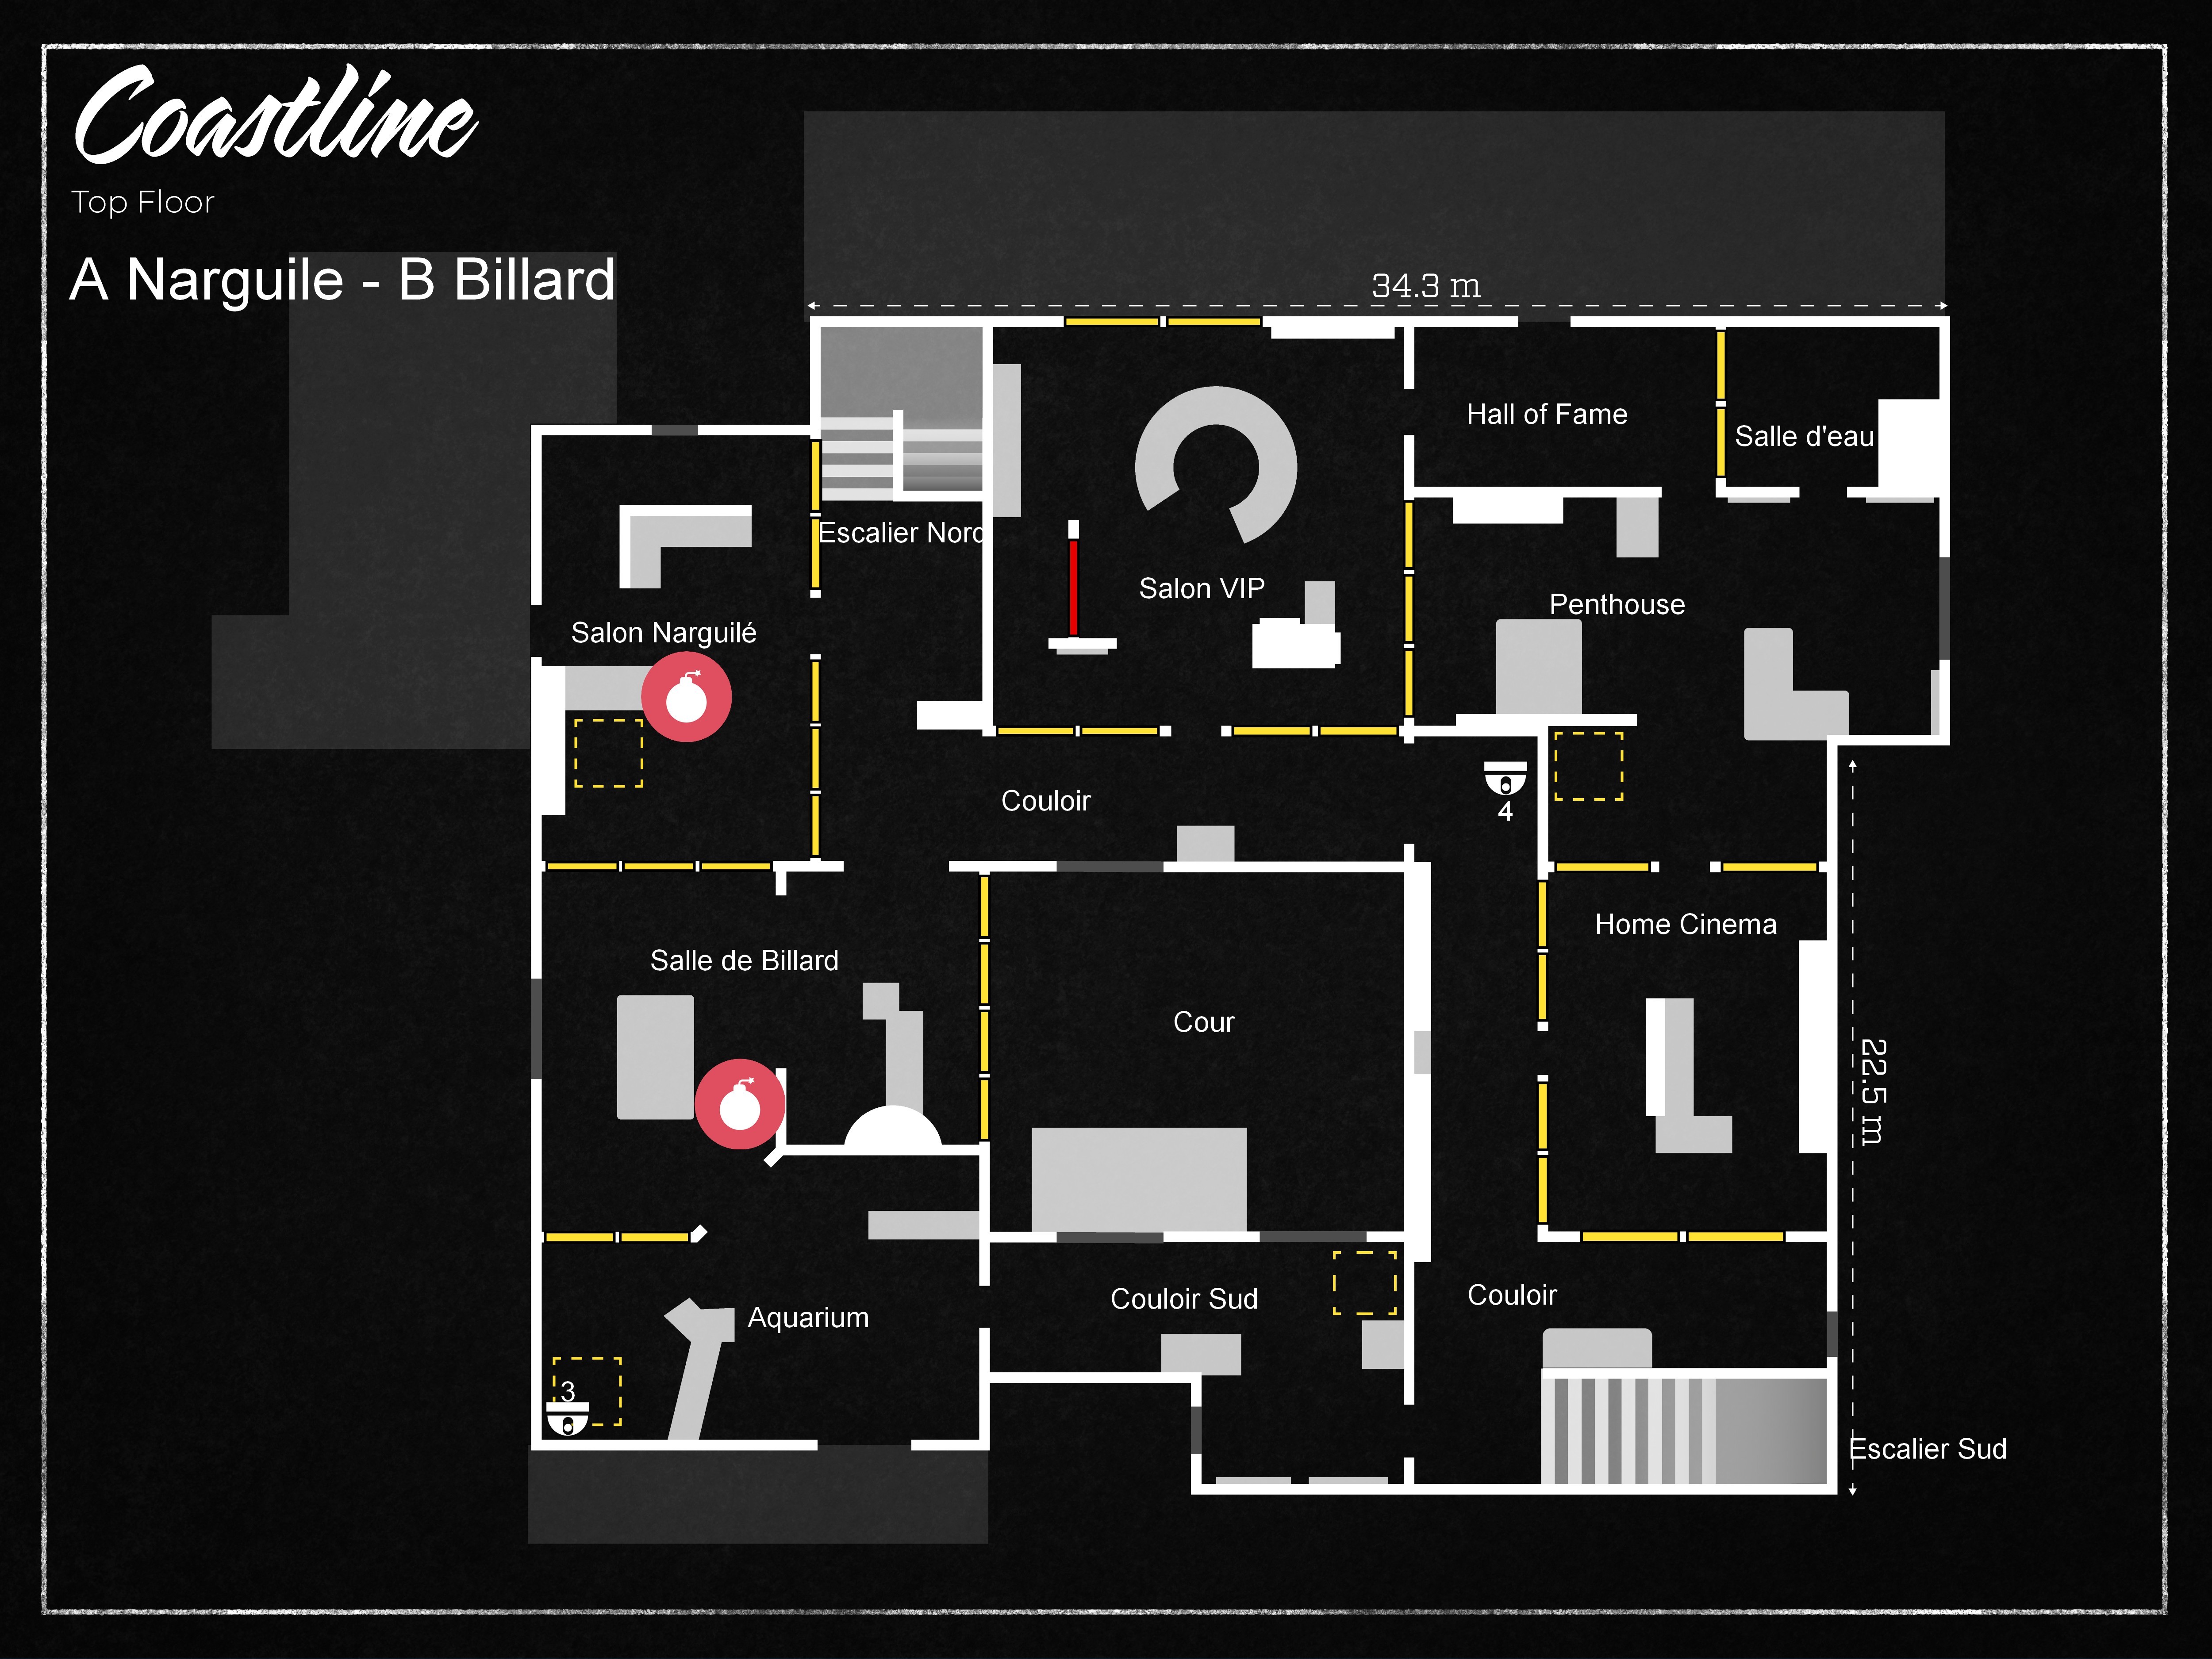 Coastline
Top Floor
A Narguile - B Billard
34.3 m
Hall of Fame
Salle d'eau
Escalier Nord
Salon VIP
Penthouse
Salon Narguilé
Couloir
4
Home Cinema
Salle de Billard
Cour
22.5 m
Couloir Sud
Couloir
Aquarium
3
Escalier Sud